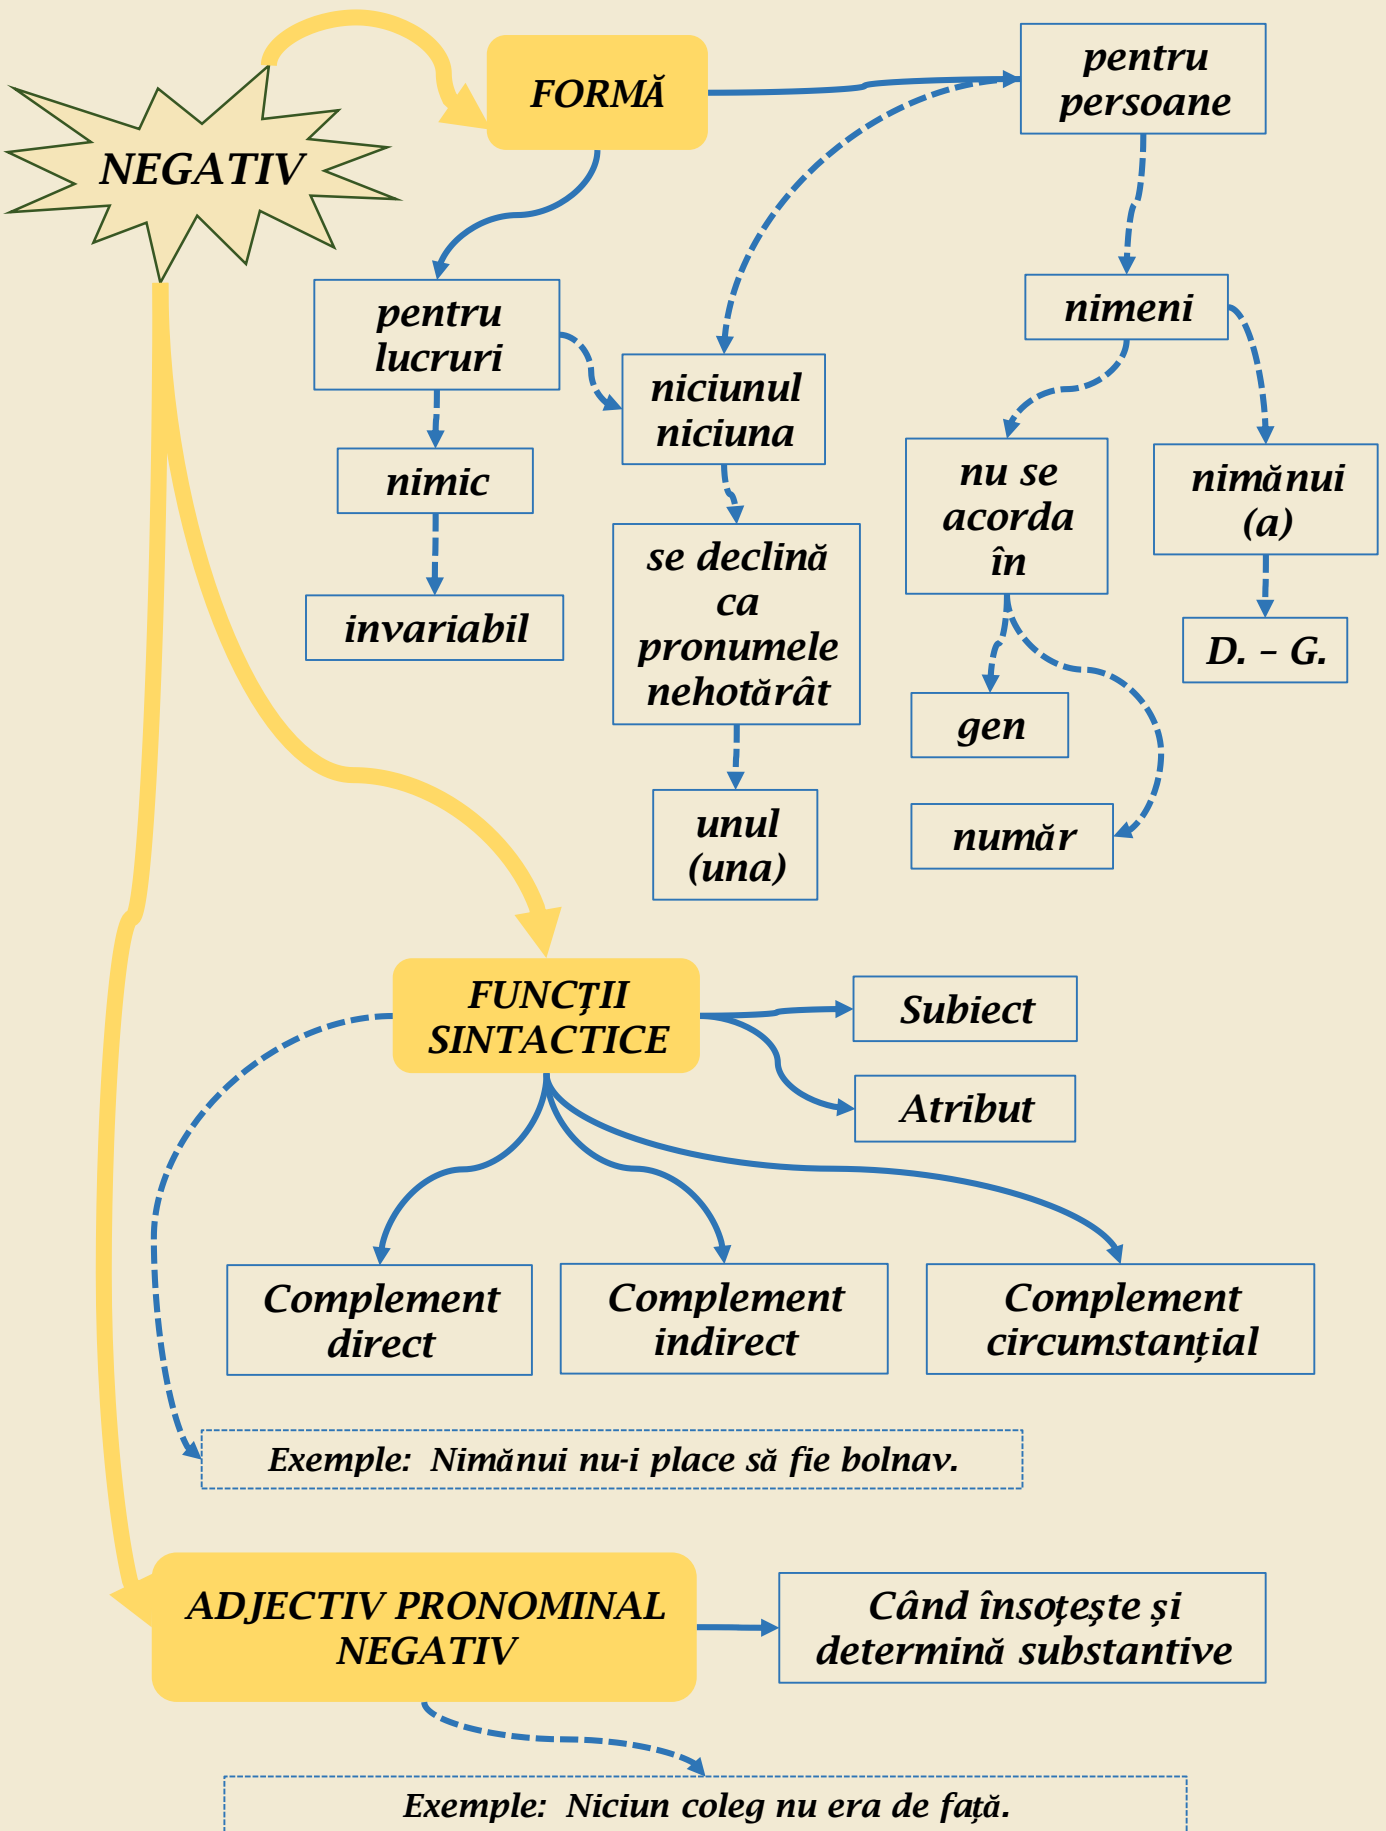 NEGATIV
FORMĂ
pentru
persoane
pentru
lucruri
niciunul
niciuna
nimeni
nimic
invariabil
se declină
ca
pronumele
nehotărât
unul
(una)
nu se
acorda
în
gen
număr
nimănui
(a)
D. – G.
FUNCȚII
SINTACTICE
Subiect
Atribut
Complement
direct
Complement
indirect
Complement
circumstanțial
Exemple: Nimănui nu-i place să fie bolnav.
ADJECTIV PRONOMINAL
NEGATIV
Când însoțește și
determină substantive
Exemple: Niciun coleg nu era de față.